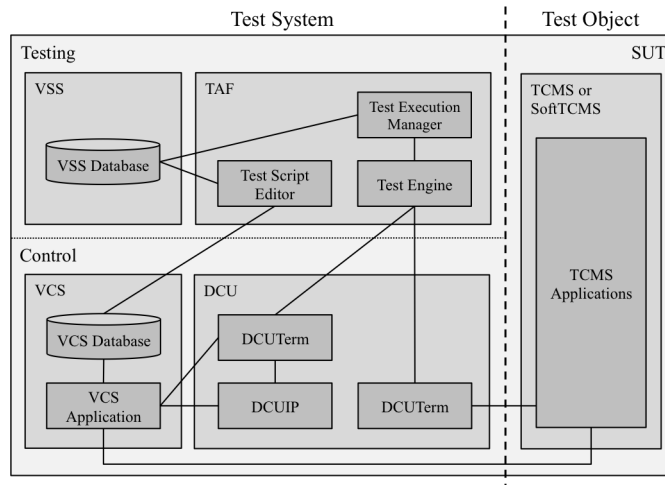 Test System
Test Object
Testing
SUT
VSS
TAF
TCMS or
SoftTCMS
Test Execution
Manager
VSS Database
Test Script
Editor
Test Engine
Control
VCS
DCU
TCMS
Applications
VCS Database
DCUTerm
VCS
Application
DCUIP
DCUTerm